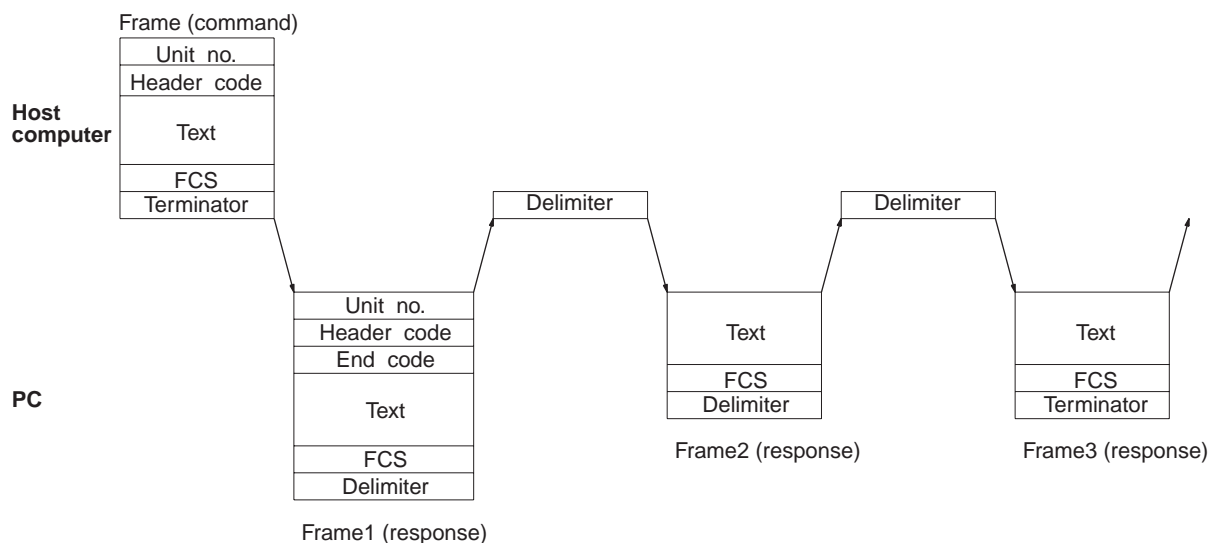 Frame (command)
Unit no.
Header code
Host
computer
Text
FCS
Terminator
Delimiter
Delimiter
Unit no.
Header code
End code
PC
Text
FCS
Delimiter
Frame1 (response)
Text
FCS
Delimiter
Frame2 (response)
Text
FCS
Terminator
Frame3 (response)